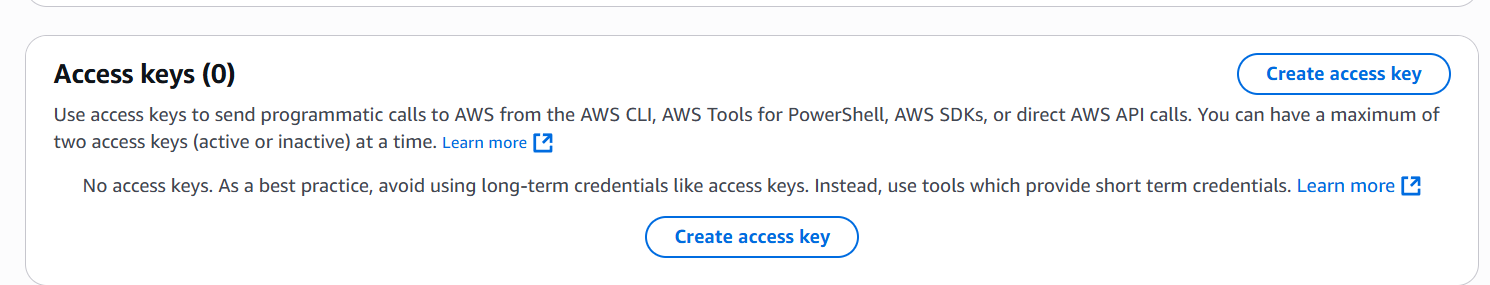 Access keys (0)
Create access key
Use access keys to send programmatic calls to AWS from the AWS CLI, AWS Tools for PowerShell, AWS SDKs, or direct AWS API calls. You can have a maximum of
two access keys (active or inactive) at a time. Learn more
No access keys. As a best practice, avoid using long-term credentials like access keys. Instead, use tools which provide short term credentials. Learn more
Create access key